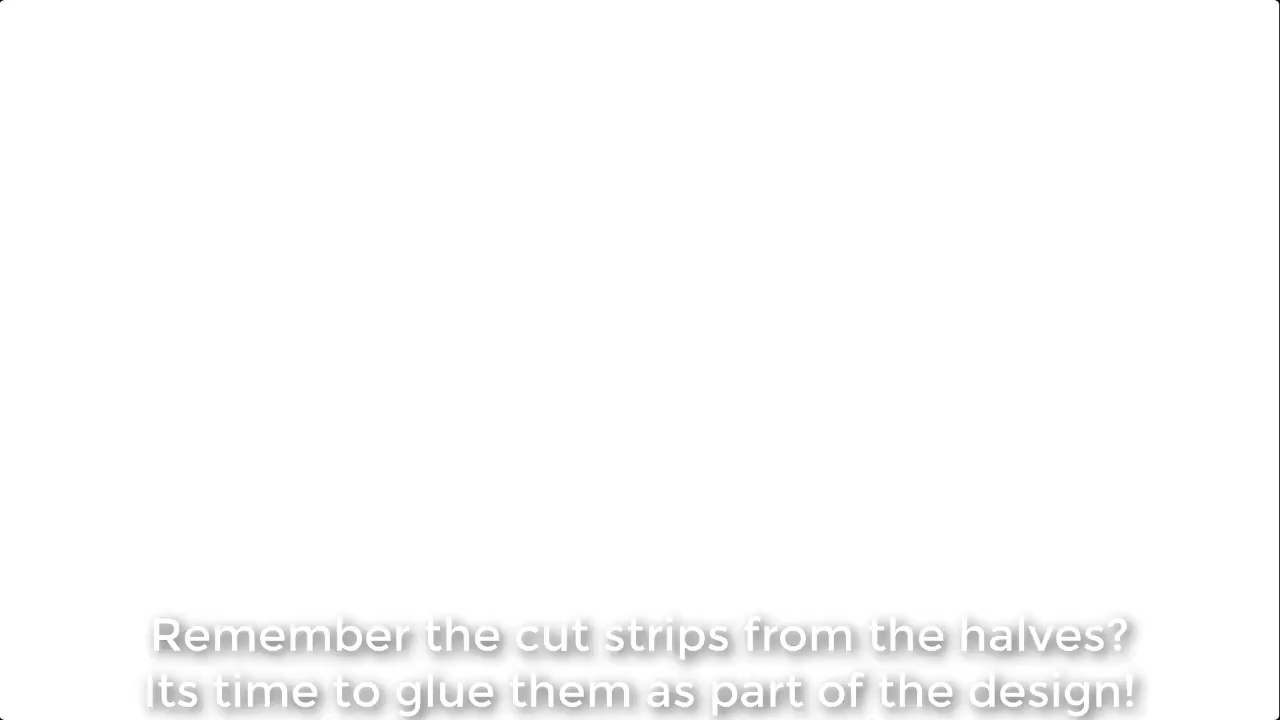 Remember the cut strips from the halves?
Its time to glue them as part of the design!